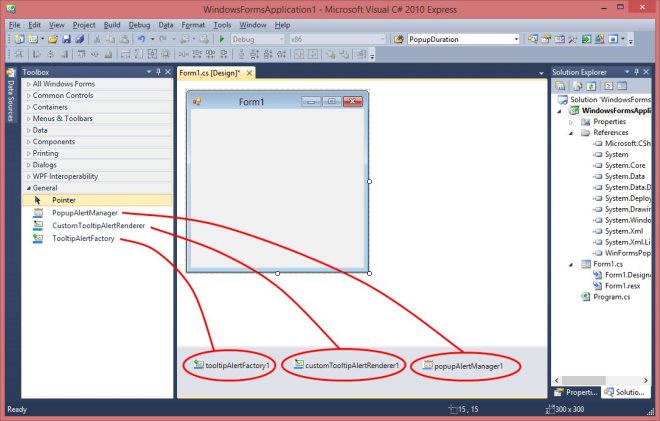 WindowsFormsApplication1 - Microsoft Visual C# 2010 Express
File Edit View Project Build Debug Data Format Tools Window Help
Debug x86 PopupDuration
Data Sources
Toolbox
All Windows Forms
Common Controls
Containers
Menus & Toolbars
Data
Components
Printing
Dialogs
WPF Interoperability
General
Pointer
PopupAlertManager
CustomTooltipAlertRenderer
TooltipAlertFactory
Form1.cs [Design]*
Form1
tooltipAlertFactory1
customTooltipAlertRenderer1
popupAlertManager1
Solution Explorer
Solution 'WindowsForms
WindowsFormsAppli
Properties
References
Microsoft.CSh
System
System.Core
System.Data
System.Data.D
System.Deploy
System.Drawin
System.Windo
System.Xml
System.Xml.Li
WinFormsPop
Form1.cs
Form1.Designe
Form1.resx
Program.cs
Properti...
Solutio...
Ready
15 , 15
300 x 300